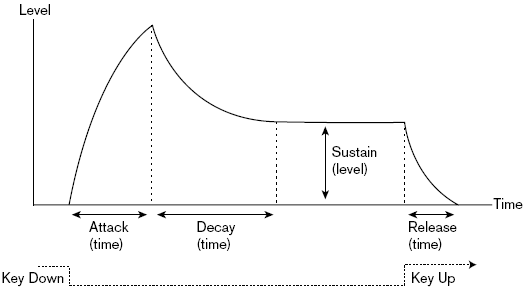 Level
Sustain
(level)
Time
Attack
(time)
Decay
(time)
Release
(time)
Key Down
Key Up